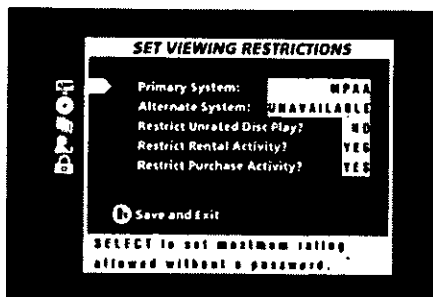 SET VIEWING RESTRICTIONS
Primary System: MPAA
Alternate System: UNAVAILABLE
Restrict Unrated Disc Play? NO
Restrict Rental Activity? YES
Restrict Purchase Activity? YES
Save and Exit
SELECT to set maximum rating
allowed without a password.